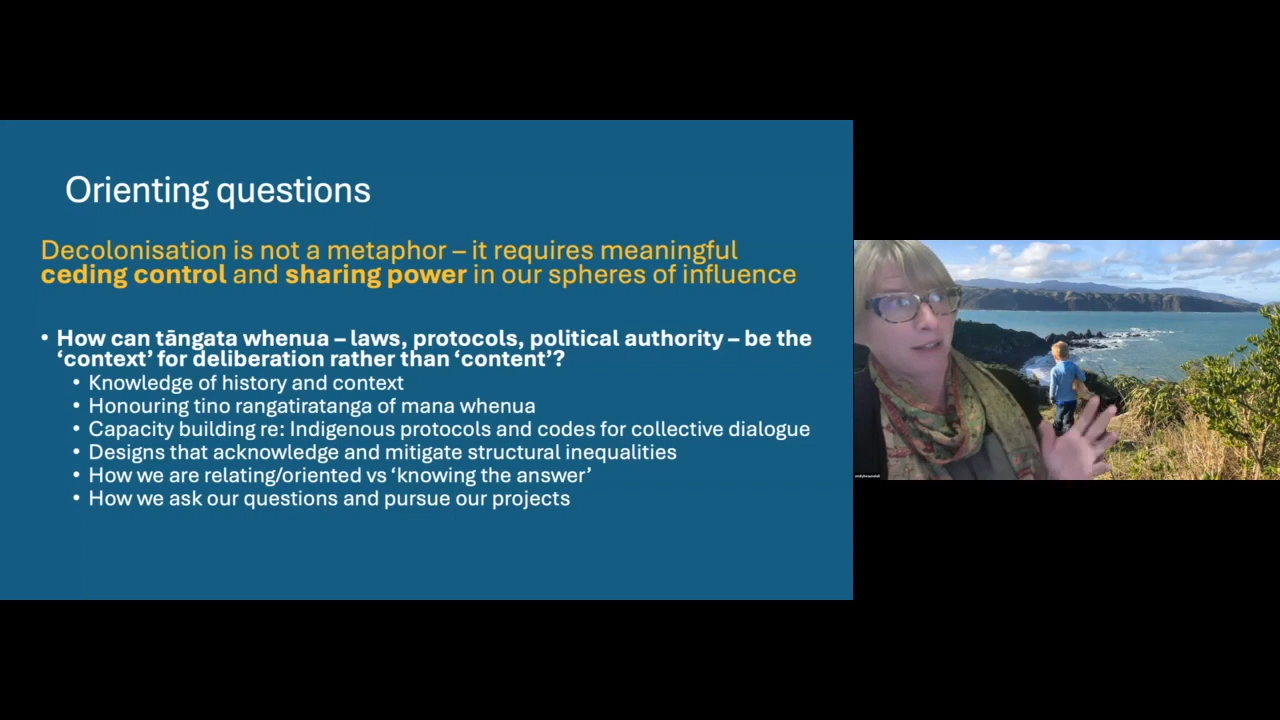 Orienting questions
Decolonisation is not a metaphor – it requires meaningful
ceding control and sharing power in our spheres of influence
• How can tāngata whenua – laws, protocols, political authority – be the
‘context’ for deliberation rather than ‘content’?
• Knowledge of history and context
• Honouring tino rangatiratanga of mana whenua
• Capacity building re: Indigenous protocols and codes for collective dialogue
• Designs that acknowledge and mitigate structural inequalities
• How we are relating/oriented vs ‘knowing the answer’
• How we ask our questions and pursue our projects